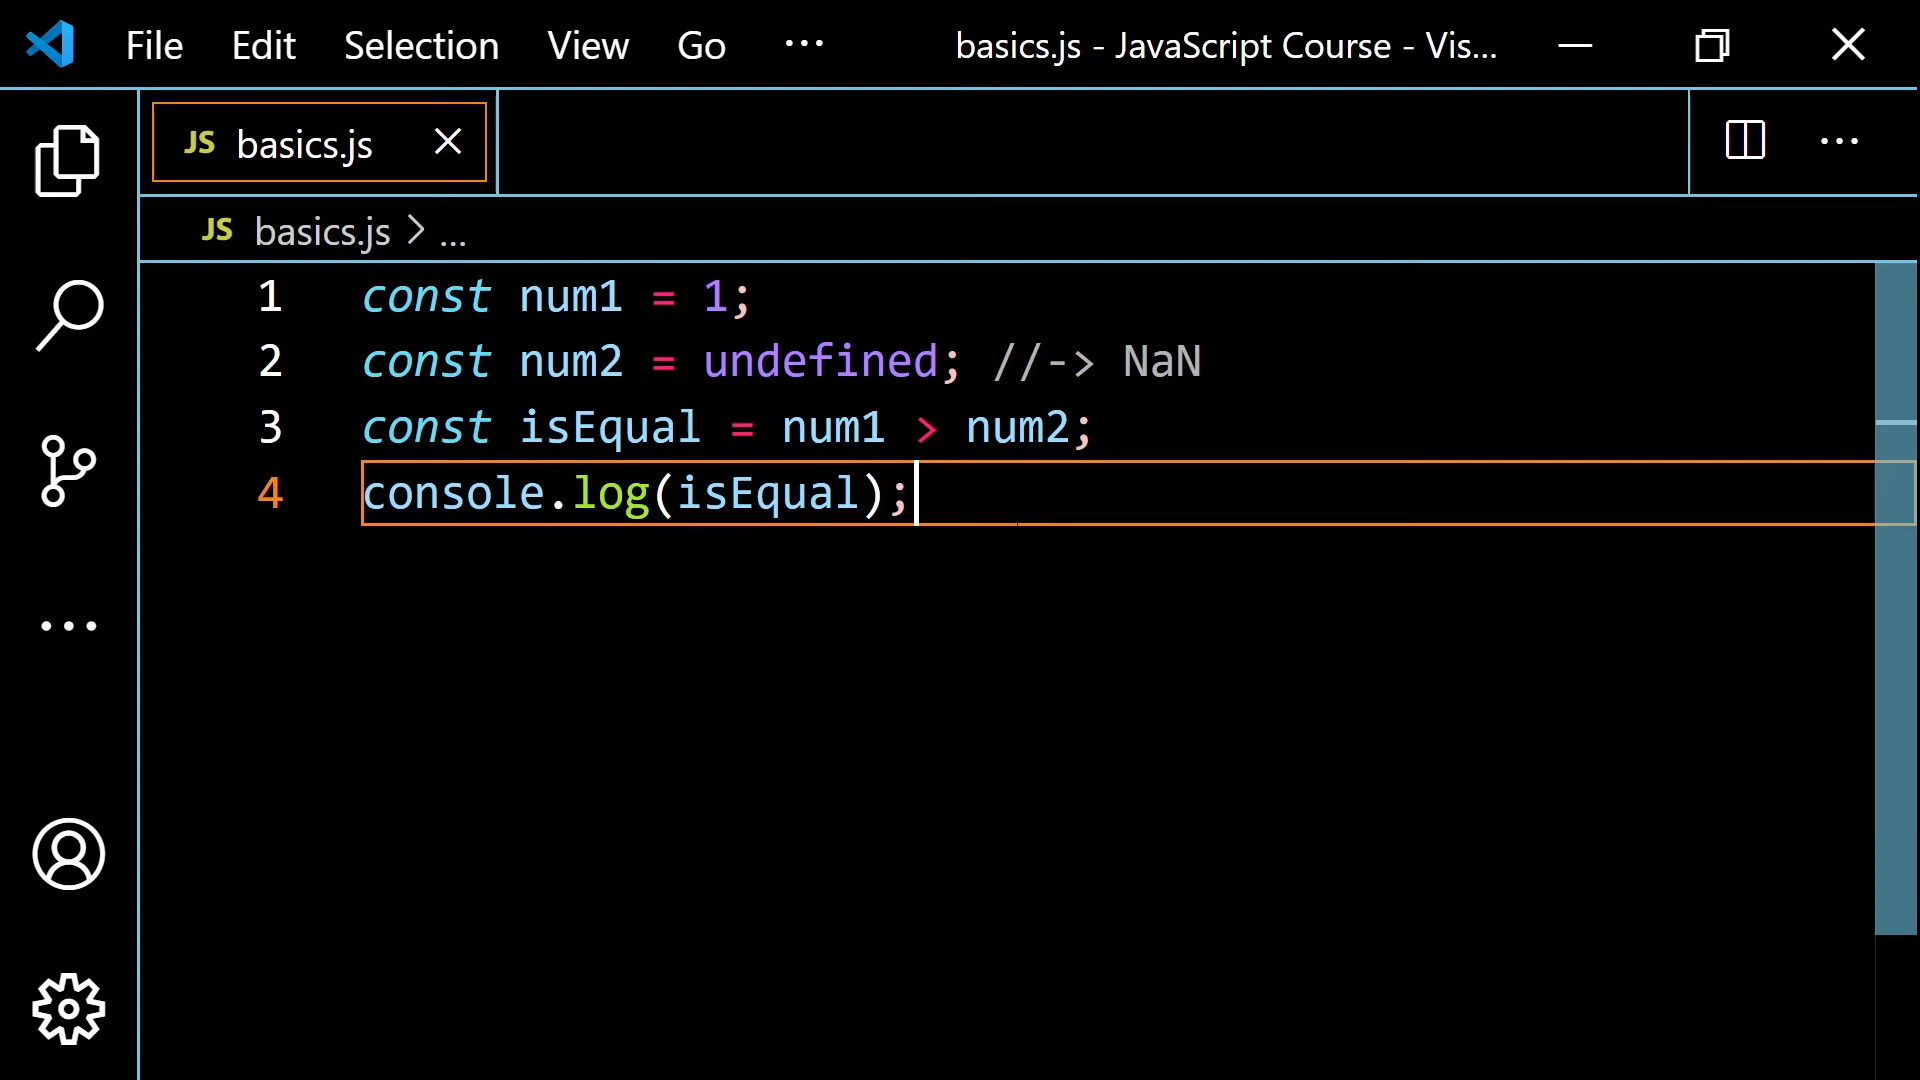 File Edit Selection View Go ··· basics.js - JavaScript Course - Vis...
JS basics.js
JS basics.js > ...
1 const num1 = 1;
2 const num2 = undefined; //-> NaN
3 const isEqual = num1 > num2;
4 console.log(isEqual);